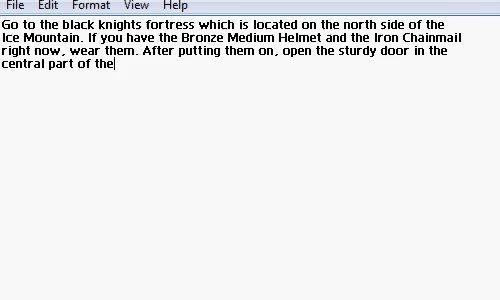 File Edit Format View Help
Go to the black knights fortress which is located on the north side of the
Ice Mountain. If you have the Bronze Medium Helmet and the Iron Chainmail
right now, wear them. After putting them on, open the sturdy door in the
central part of the